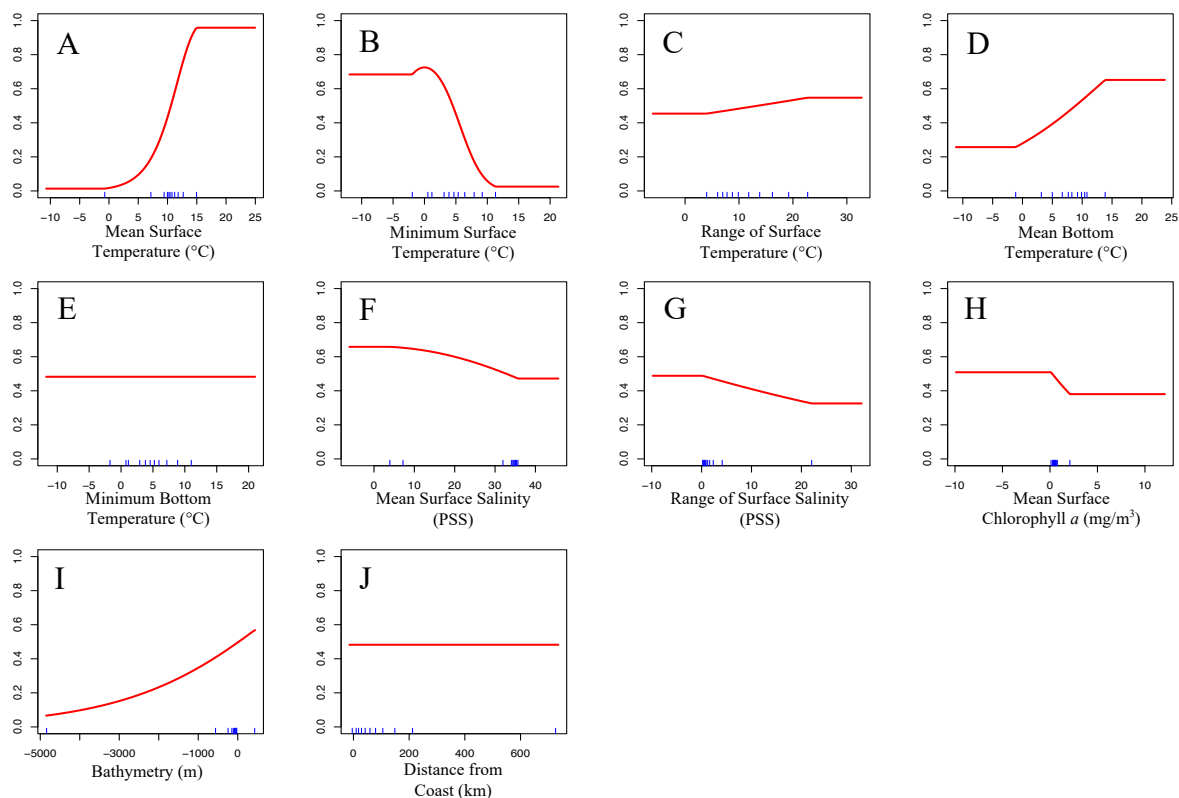 A
0.0 0.2 0.4 0.6 0.8 1.0
−10 −5 0 5 10 15 20 25
Mean Surface
Temperature (°C)
B
0.0 0.2 0.4 0.6 0.8 1.0
−10 −5 0 5 10 15 20
Minimum Surface
Temperature (°C)
C
0.0 0.2 0.4 0.6 0.8 1.0
0 10 20 30
Range of Surface
Temperature (°C)
D
0.0 0.2 0.4 0.6 0.8 1.0
−10 −5 0 5 10 15 20 25
Mean Bottom
Temperature (°C)
E
0.0 0.2 0.4 0.6 0.8 1.0
−10 −5 0 5 10 15 20
Minimum Bottom
Temperature (°C)
F
0.0 0.2 0.4 0.6 0.8 1.0
0 10 20 30 40
Mean Surface Salinity
(PSS)
G
0.0 0.2 0.4 0.6 0.8 1.0
−10 0 10 20 30
Range of Surface Salinity
(PSS)
H
0.0 0.2 0.4 0.6 0.8 1.0
−10 −5 0 5 10
Mean Surface
Chlorophyll a (mg/m³)
I
0.0 0.2 0.4 0.6 0.8 1.0
−5000 −3000 −1000 0
Bathymetry (m)
J
0.0 0.2 0.4 0.6 0.8 1.0
0 200 400 600
Distance from
Coast (km)